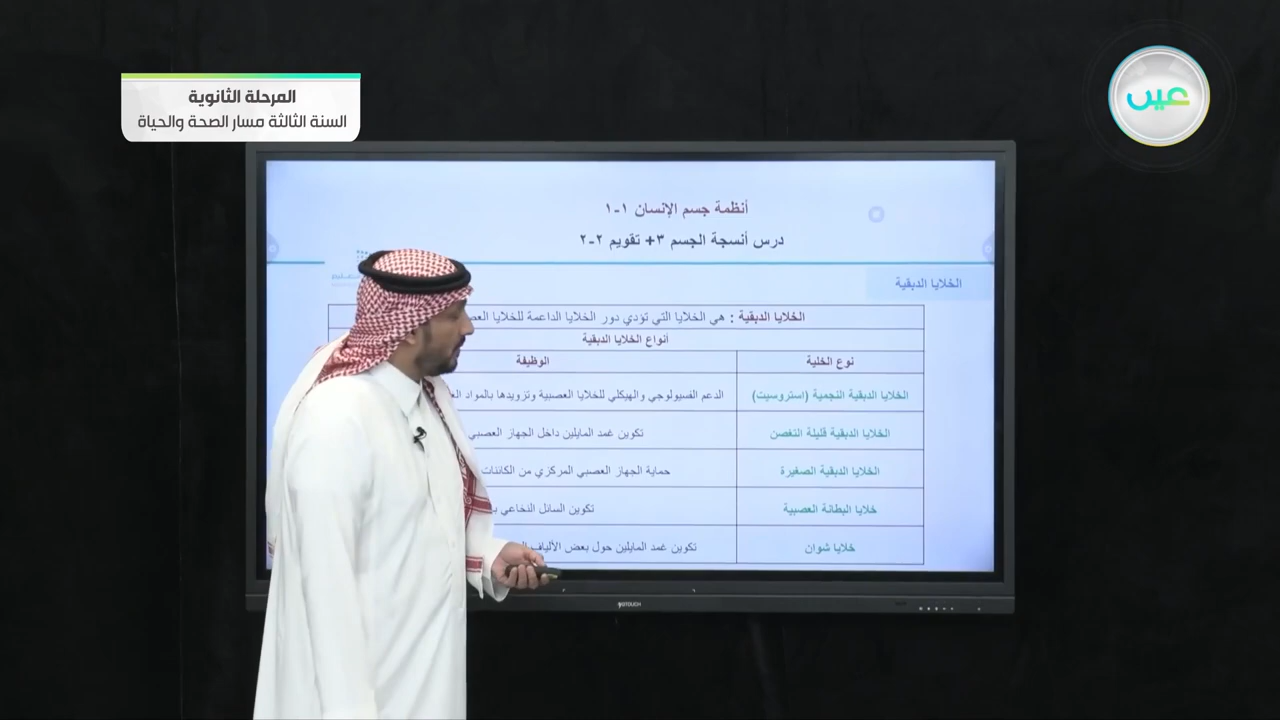 المرحلة الثانوية
السنة الثالثة مسار الصحة والحياة
عين
أنظمة جسم الإنسان ١-١
درس أنسجة الجسم ٣+ تقويم ٢-٢
الخلايا الدبقية
الخلايا الدبقية : هي الخلايا التي تؤدي دور الخلايا الداعمة للخلايا
أنواع الخلايا الدبقية
نوع الخلية الوظيفة
الخلايا الدبقية النجمية (استروسيت) الدعم الفسيولوجي والهيكلي للخلايا العصبية وتزويدها بالمواد
الخلايا الدبقية قليلة التغصن تكوين غمد المايلين داخل الجهاز العصبي
الخلايا الدبقية الصغيرة حماية الجهاز العصبي المركزي من الكائنات
خلايا البطانة العصبية تكوين السائل النخاعي
خلايا شوان تكوين غمد المايلين حول بعض الألياف